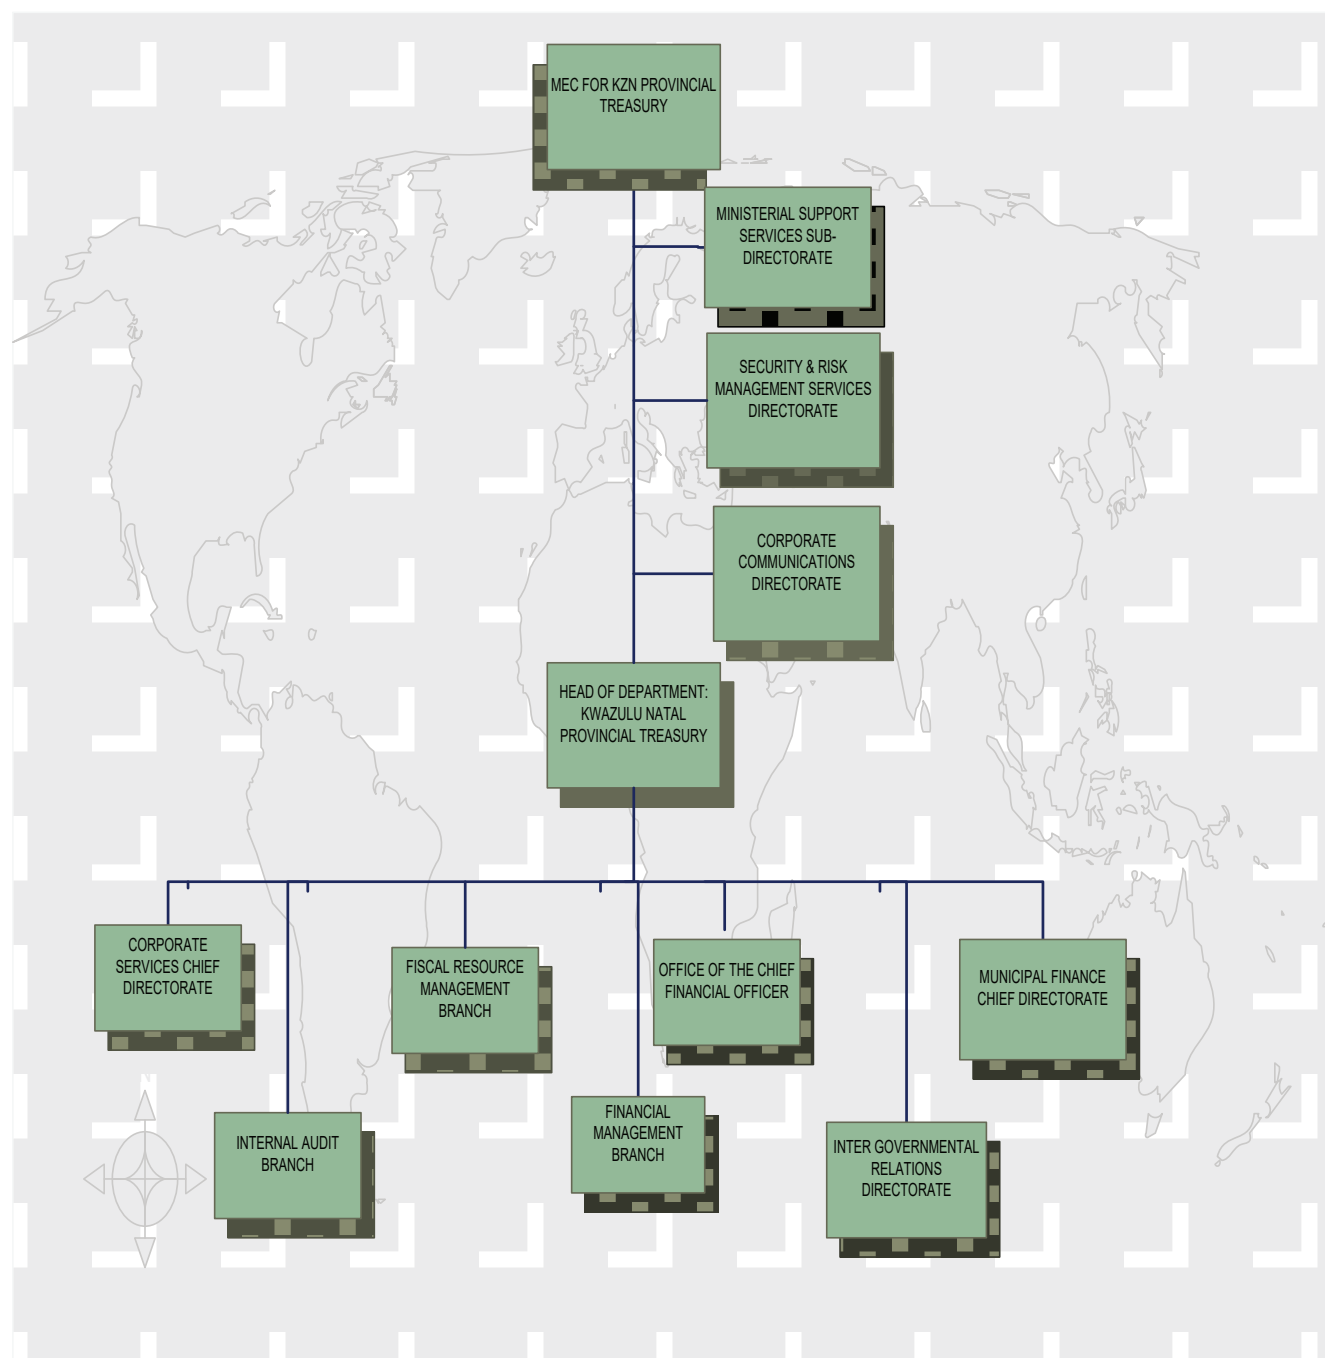 MEC FOR KZN PROVINCIAL
TREASURY
MINISTERIAL SUPPORT
SERVICES SUB-
DIRECTORATE
SECURITY & RISK
MANAGEMENT SERVICES
DIRECTORATE
CORPORATE
COMMUNICATIONS
DIRECTORATE
HEAD OF DEPARTMENT:
KWAZULU NATAL
PROVINCIAL TREASURY
CORPORATE
SERVICES CHIEF
DIRECTORATE
FISCAL RESOURCE
MANAGEMENT
BRANCH
OFFICE OF THE CHIEF
FINANCIAL OFFICER
MUNICIPAL FINANCE
CHIEF DIRECTORATE
INTERNAL AUDIT
BRANCH
FINANCIAL
MANAGEMENT
BRANCH
INTER GOVERNMENTAL
RELATIONS
DIRECTORATE